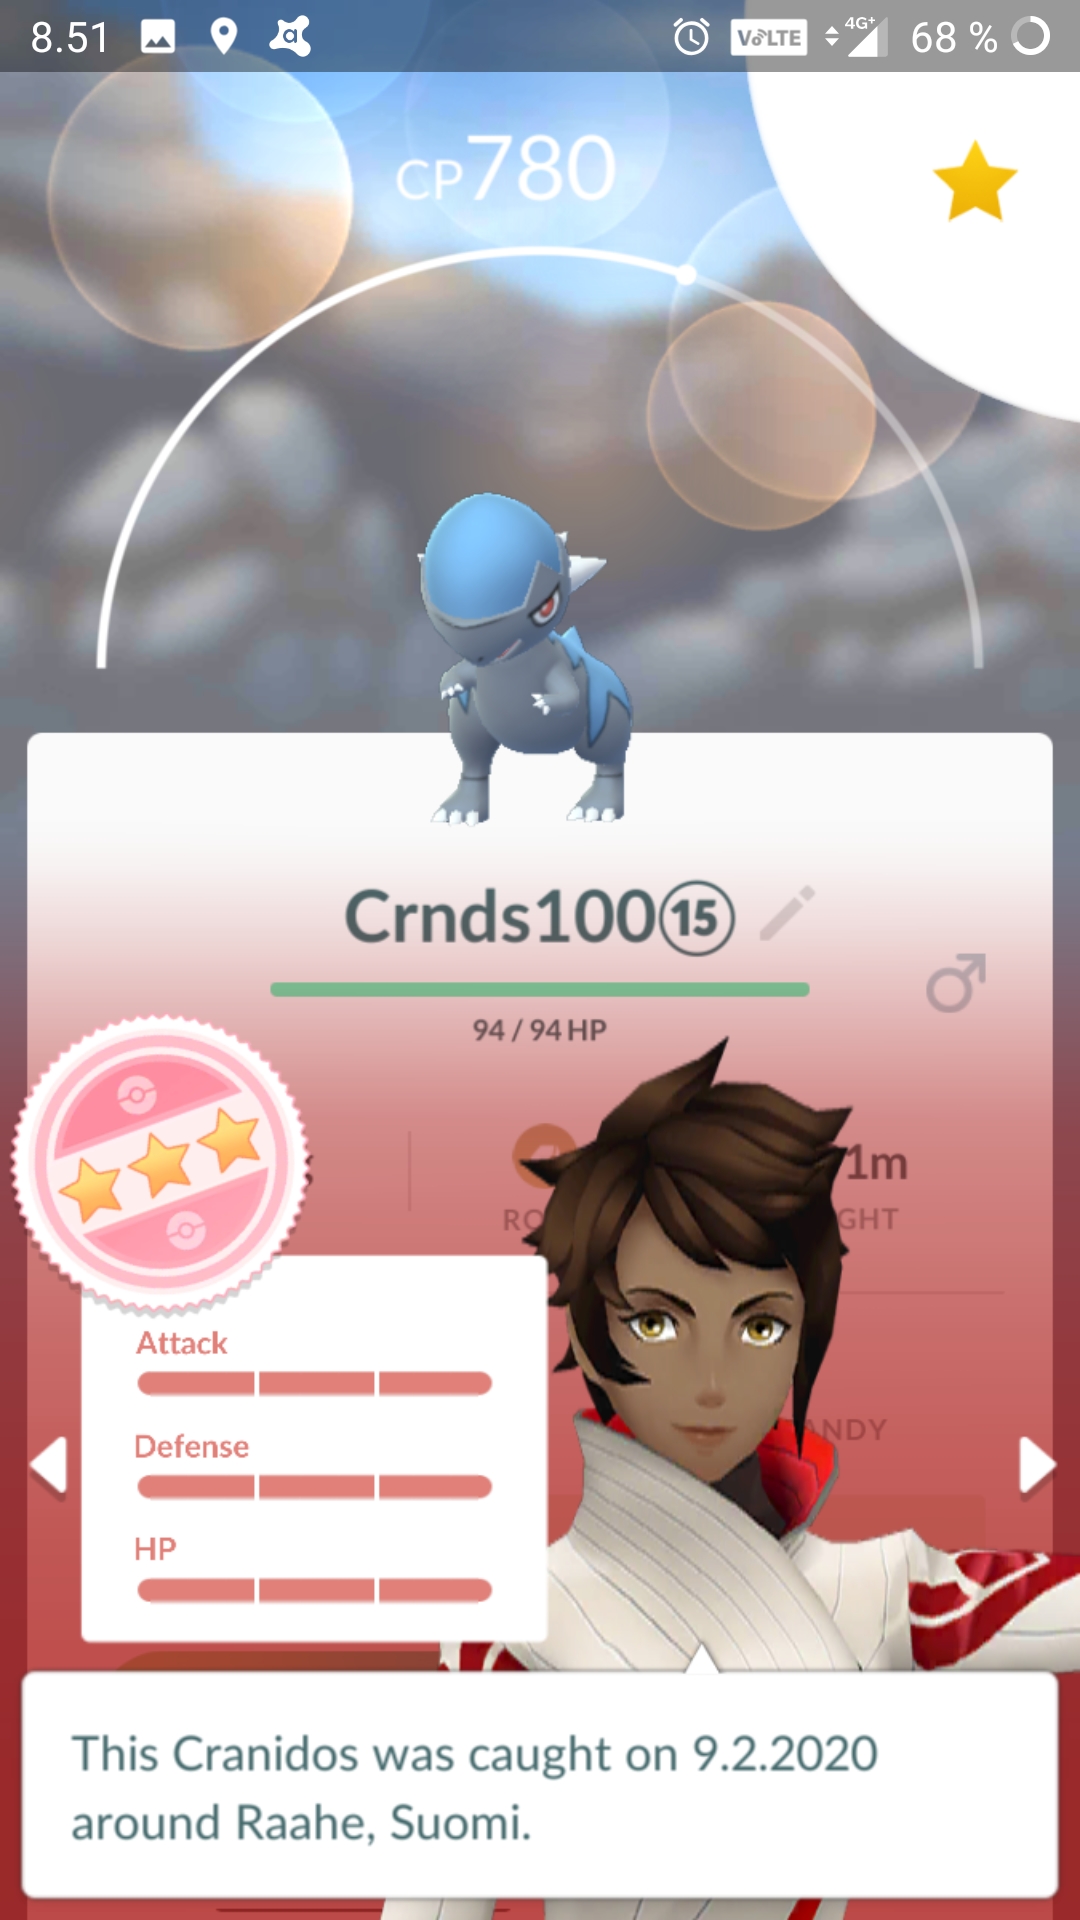 8.51 VoLTE 4G+ 68 %
CP780
Crnds100⑮
94 / 94 HP
1m
RO GHT
Attack
ANDY
Defense
HP
This Cranidos was caught on 9.2.2020
around Raahe, Suomi.